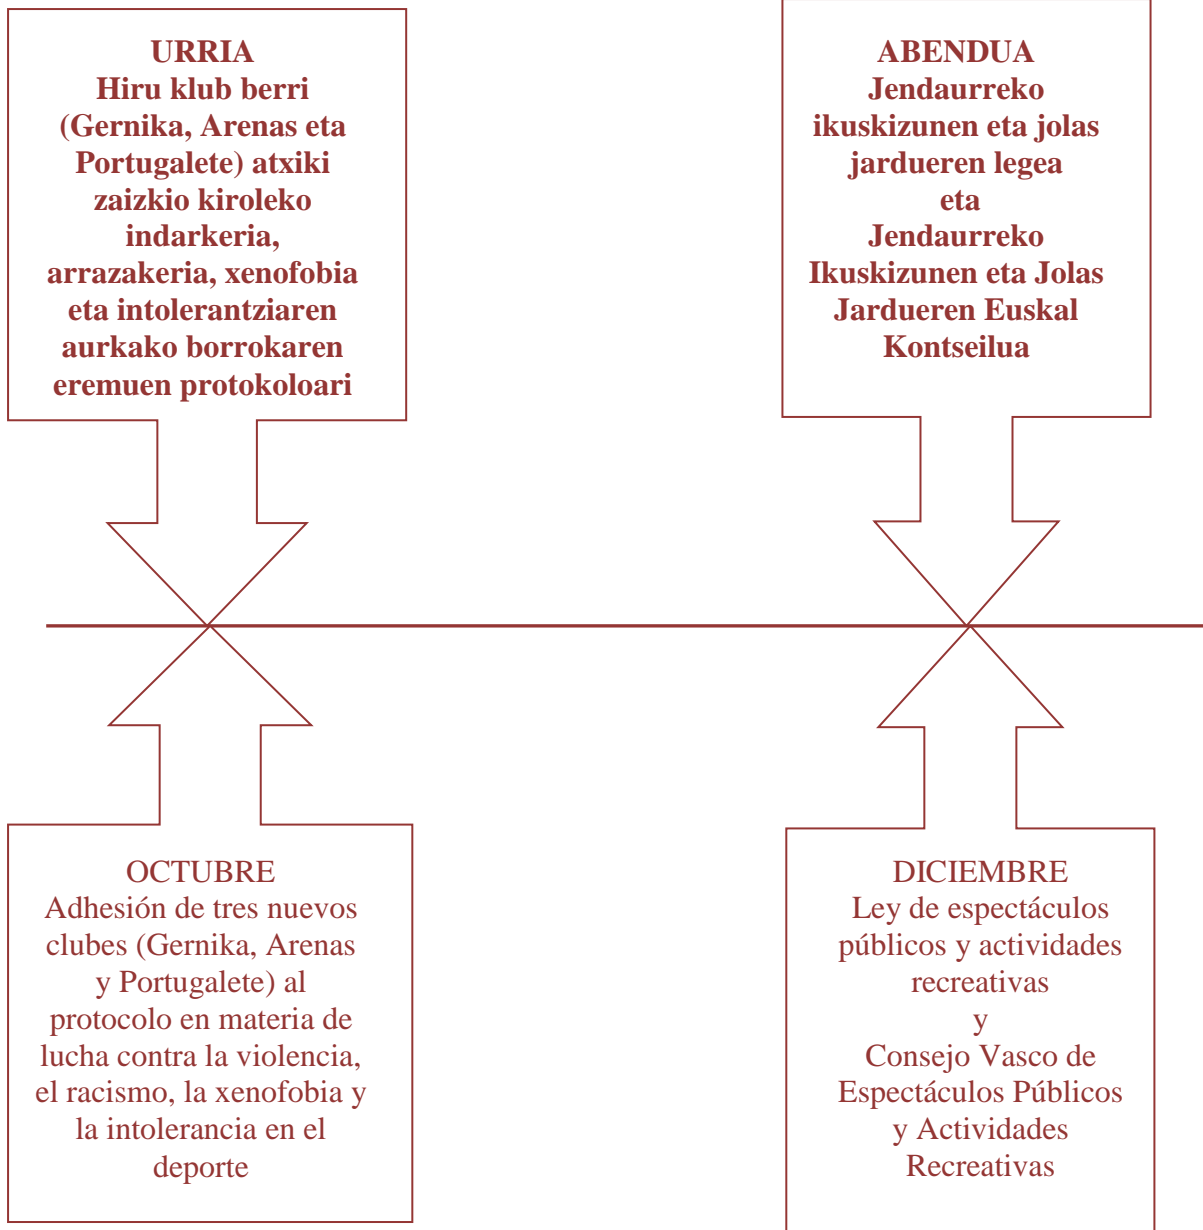 URRIA
Hiru klub berri
(Gernika, Arenas eta
Portugalete) atxiki
zaizkio kiroleko
indarkeria,
arrazakeria, xenofobia
eta intolerantziaren
aurkako borrokaren
eremuen protokoloari
ABENDUA
Jendaurreko
ikuskizunen eta jolas
jardueren legea
eta
Jendaurreko
Ikuskizunen eta Jolas
Jardueren Euskal
Kontseilua
OCTUBRE
Adhesión de tres nuevos
clubes (Gernika, Arenas
y Portugalete) al
protocolo en materia de
lucha contra la violencia,
el racismo, la xenofobia y
la intolerancia en el
deporte
DICIEMBRE
Ley de espectáculos
públicos y actividades
recreativas
y
Consejo Vasco de
Espectáculos Públicos
y Actividades
Recreativas